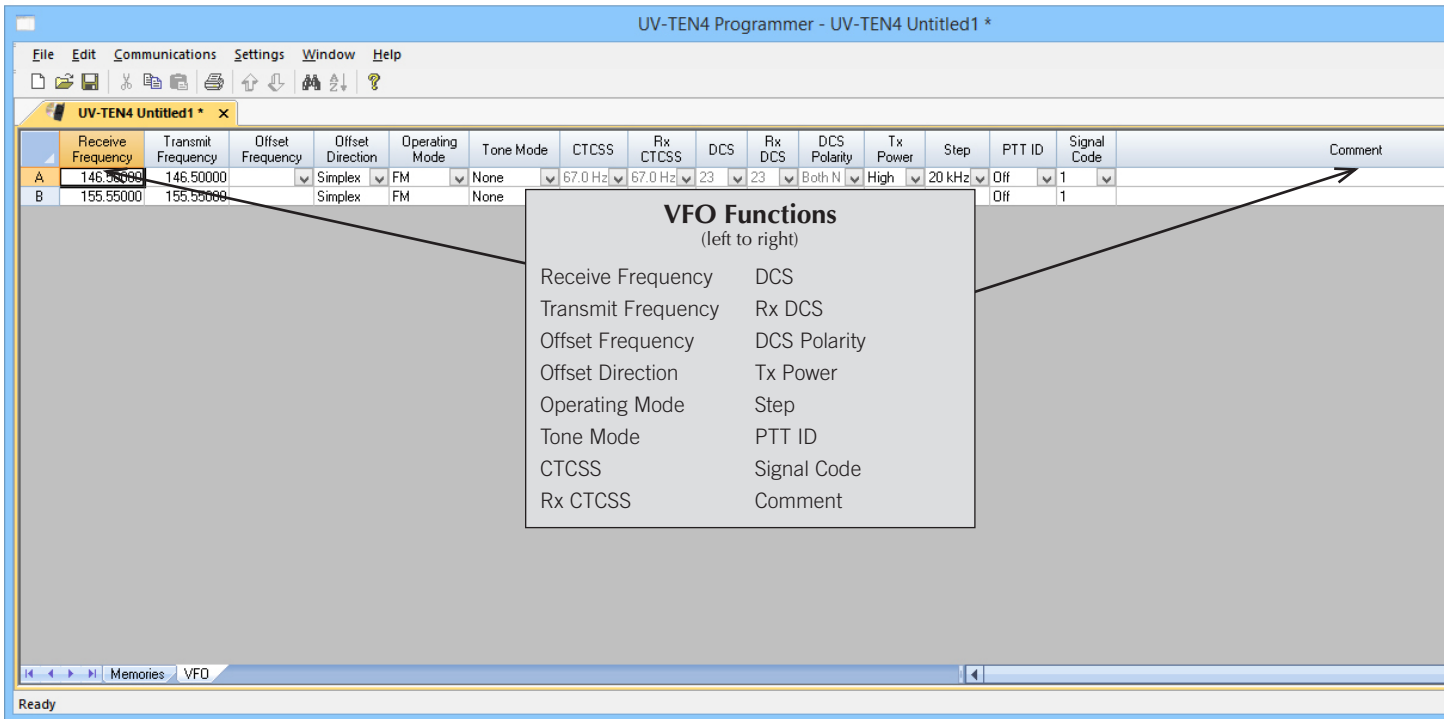 UV-TEN4 Programmer - UV-TEN4 Untitled1 *
File Edit Communications Settings Window Help
UV-TEN4 Untitled1 * x
Receive Frequency Transmit Frequency Offset Frequency Offset Direction Operating Mode Tone Mode CTCSS Rx CTCSS DCS Rx DCS DCS Polarity Tx Power Step PTT ID Signal Code Comment
A 146.50000 146.50000 Simplex FM None 67.0 Hz 67.0 Hz 23 23 Both N High 20 kHz Off 1
B 155.55000 155.55000 Simplex FM None Off 1
VFO Functions
(left to right)
Receive Frequency DCS
Transmit Frequency Rx DCS
Offset Frequency DCS Polarity
Offset Direction Tx Power
Operating Mode Step
Tone Mode PTT ID
CTCSS Signal Code
Rx CTCSS Comment
Memories VFO
Ready